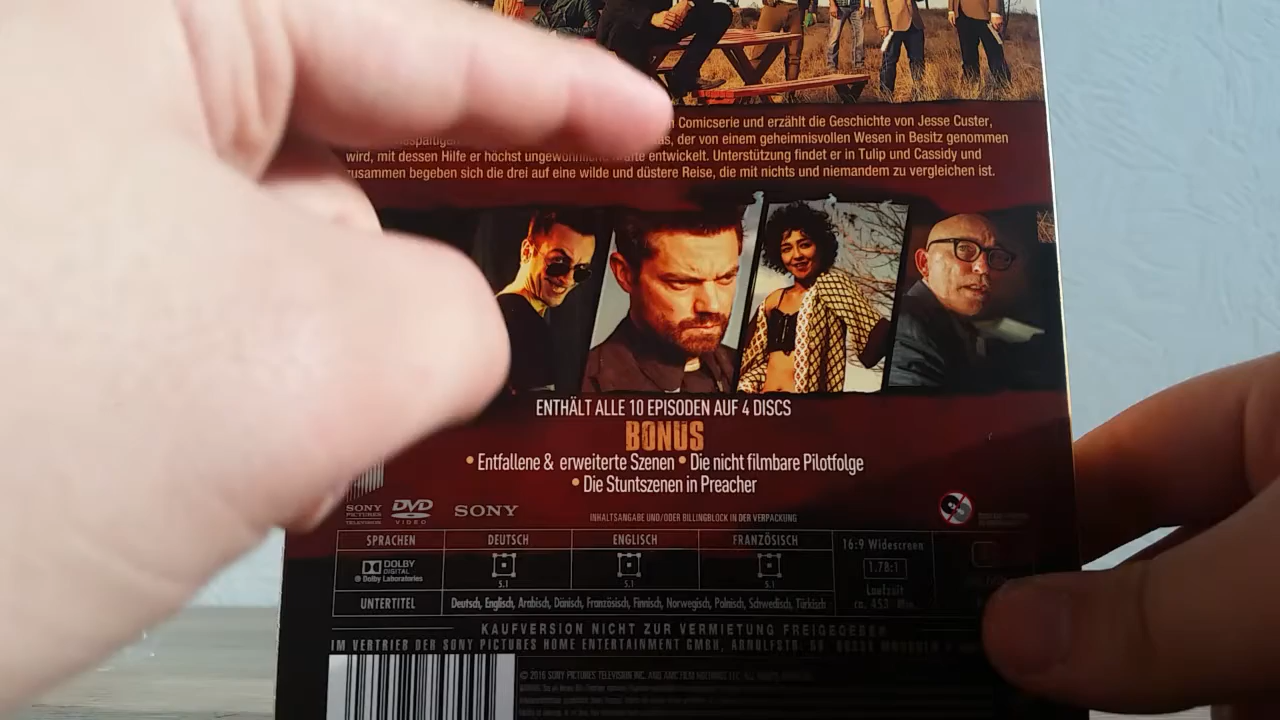 Comicserie und erzählt die Geschichte von Jesse Custer,
der von einem geheimnisvollen Wesen in Besitz genommen
wird, mit dessen Hilfe er höchst entwickelt. Unterstützung findet er in Tulip und Cassidy und
zusammen begeben sich die drei auf eine wilde und düstere Reise, die mit nichts und niemandem zu vergleichen ist.
ENTHÄLT ALLE 10 EPISODEN AUF 4 DISCS
BONUS
• Entfallene & erweiterte Szenen • Die nicht filmbare Pilotfolge
• Die Stuntszenen in Preacher
SONY PICTURES TELEVISION DVD VIDEO SONY INHALTSANGABE UND/ODER BILLINGBLOCK IN DER VERPACKUNG
SPRACHEN DEUTSCH ENGLISCH FRANZÖSISCH 16:9 Widescreen
DOLBY DIGITAL
Dolby Laboratories
5.1 5.1 5.1
1.78:1
Laufzeit
ca. 453 Min.
UNTERTITEL Deutsch, Englisch, Arabisch, Dänisch, Französisch, Finnisch, Norwegisch, Polnisch, Schwedisch, Türkisch
KAUFVERSION NICHT ZUR VERMIETUNG FREIGEGEBEN
IM VERTRIEB DER SONY PICTURES HOME ENTERTAINMENT GMBH,
© 2016 SONY PICTURES TELEVISION INC. AND AMC FILM HOLDINGS LLC. ALL RIGHTS RESERVED.